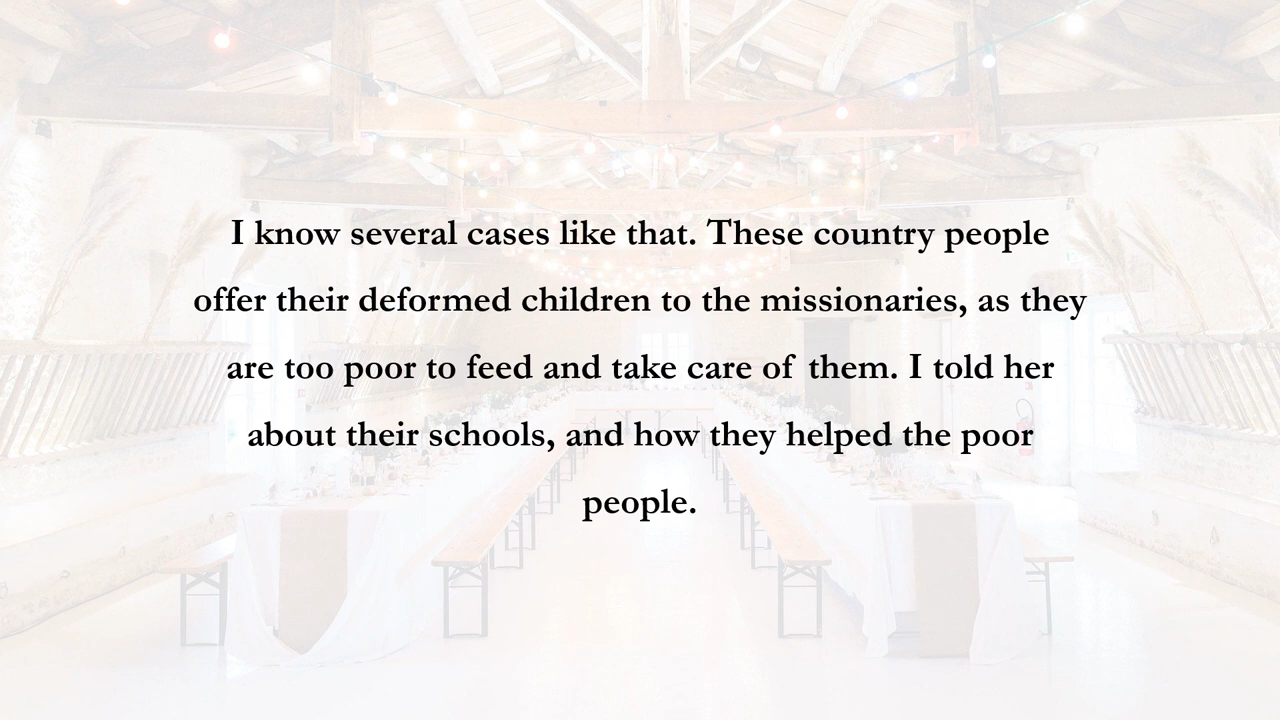 I know several cases like that. These country people
offer their deformed children to the missionaries, as they
are too poor to feed and take care of them. I told her
about their schools, and how they helped the poor
people.